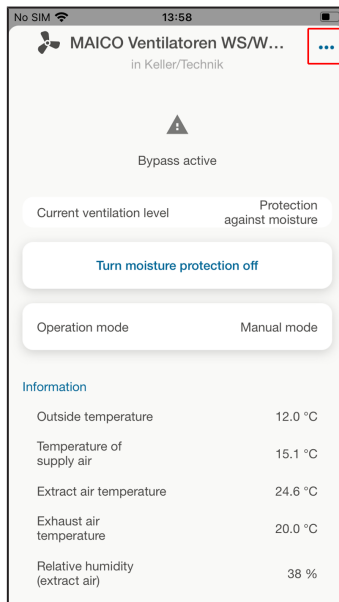 No SIM 13:58
MAICO Ventilatoren WS/W...
in Keller/Technik
Bypass active
Current ventilation level
Protection
against moisture
Turn moisture protection off
Operation mode Manual mode
Information
Outside temperature 12.0 °C
Temperature of
supply air 15.1 °C
Extract air temperature 24.6 °C
Exhaust air
temperature 20.0 °C
Relative humidity
(extract air) 38 %